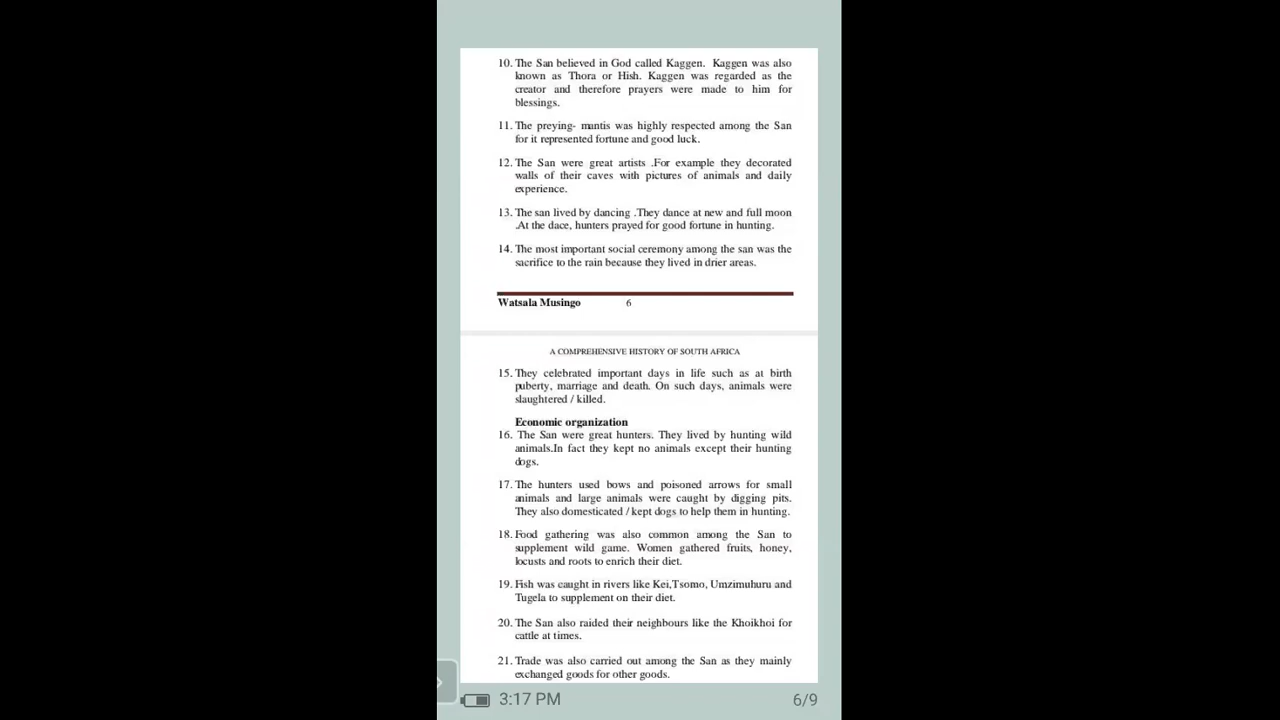 10. The San believed in God called Kaggen. Kaggen was also
known as Thora or Hish. Kaggen was regarded as the
creator and therefore prayers were made to him for
blessings.
11. The preying- mantis was highly respected among the San
for it represented fortune and good luck.
12. The San were great artists .For example they decorated
walls of their caves with pictures of animals and daily
experience.
13. The san lived by dancing .They dance at new and full moon
.At the dace, hunters prayed for good fortune in hunting.
14. The most important social ceremony among the san was the
sacrifice to the rain because they lived in drier areas.
Watsala Musingo 6
A COMPREHENSIVE HISTORY OF SOUTH AFRICA
15. They celebrated important days in life such as at birth
puberty, marriage and death. On such days, animals were
slaughtered / killed.
Economic organization
16. The San were great hunters. They lived by hunting wild
animals.In fact they kept no animals except their hunting
dogs.
17. The hunters used bows and poisoned arrows for small
animals and large animals were caught by digging pits.
They also domesticated / kept dogs to help them in hunting.
18. Food gathering was also common among the San to
supplement wild game. Women gathered fruits, honey,
locusts and roots to enrich their diet.
19. Fish was caught in rivers like Kei,Tsomo, Umzimuhuru and
Tugela to supplement on their diet.
20. The San also raided their neighbours like the Khoikhoi for
cattle at times.
21. Trade was also carried out among the San as they mainly
exchanged goods for other goods.
3:17 PM 6/9